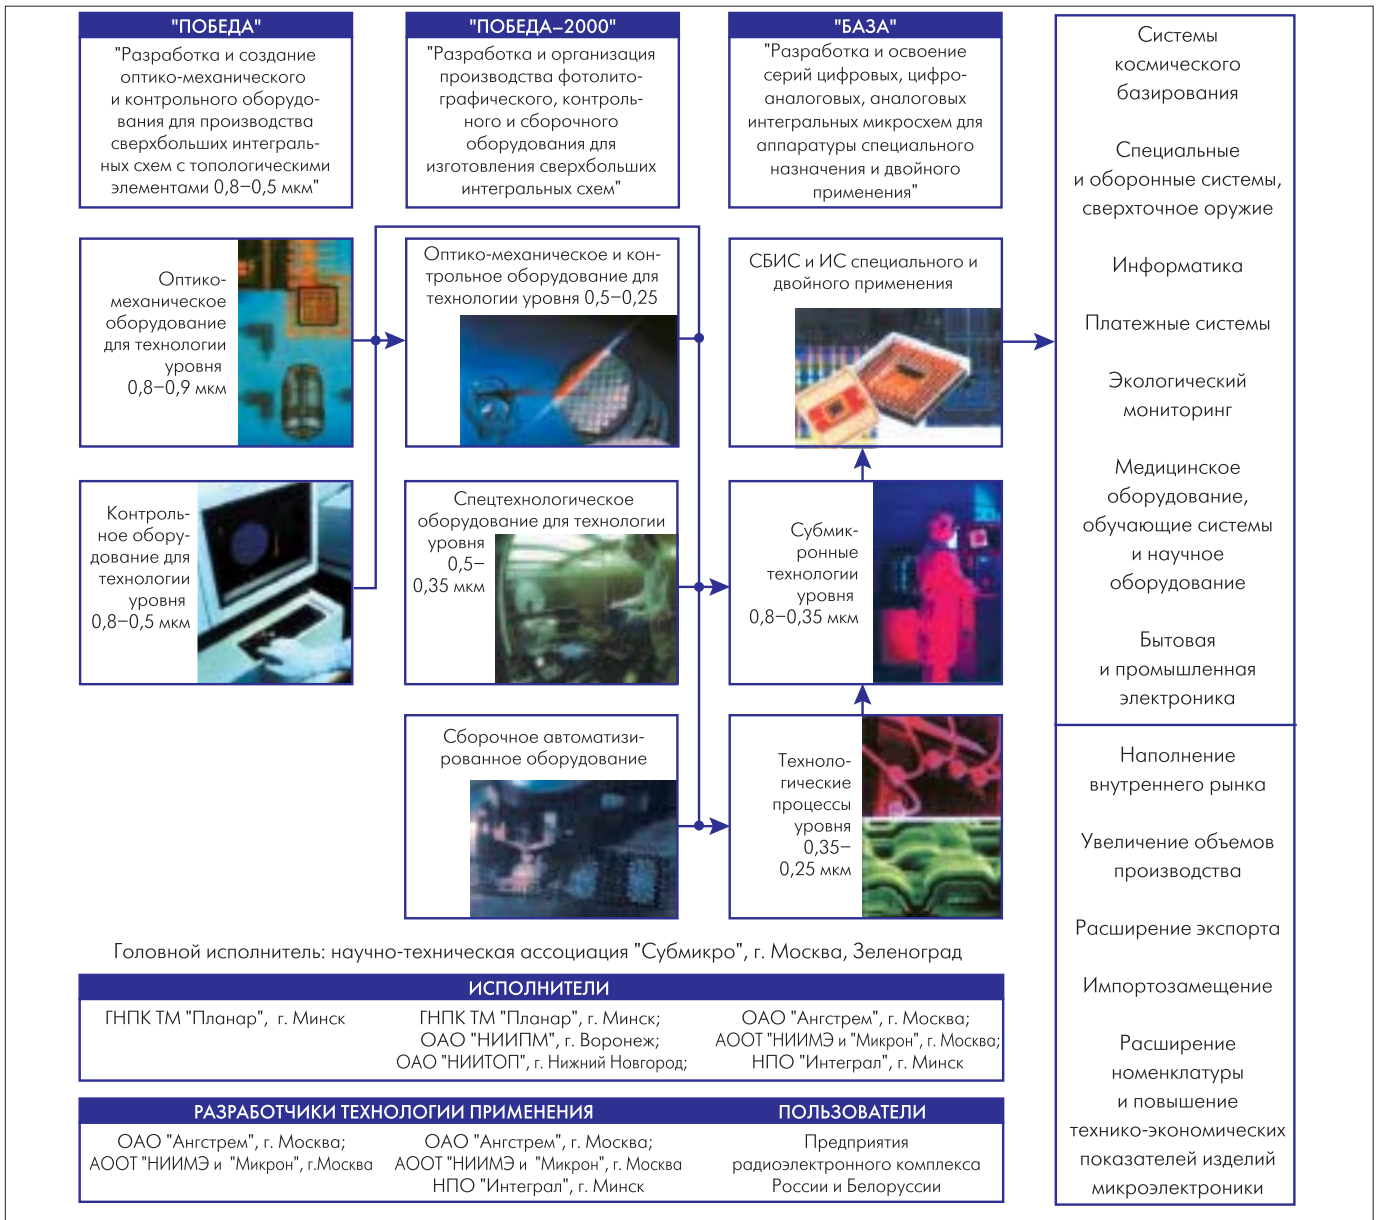 "ПОБЕДА"
"Разработка и создание
оптико-механического
и контрольного оборудо-
вания для производства
сверхбольших интеграль-
ных схем с топологическими
элементами 0,8–0,5 мкм"
"ПОБЕДА–2000"
"Разработка и организация
производства фотолито-
графического, контроль-
ного и сборочного
оборудования для
изготовления сверхбольших
интегральных схем"
"БАЗА"
"Разработка и освоение
серий цифровых, цифро-
аналоговых, аналоговых
интегральных микросхем для
аппаратуры специального
назначения и двойного
применения"
Оптико-
механическое
оборудование
для технологии
уровня
0,8–0,9 мкм
Оптико-механическое и кон-
трольное оборудование для
технологии уровня 0,5–0,25
СБИС и ИС специального и
двойного применения
Контроль-
ное обору-
дование для
технологии
уровня
0,8–0,5 мкм
Спецтехнологическое
оборудование для технологии
уровня
0,5–
0,35 мкм
Субмик-
ронные
технологии
уровня
0,8–0,35 мкм
Сборочное автоматизи-
рованное оборудование
Техноло-
гические
процессы
уровня
0,35–
0,25 мкм
Системы
космического
базирования
Специальные
и оборонные системы,
сверхточное оружие
Информатика
Платежные системы
Экологический
мониторинг
Медицинское
оборудование,
обучающие системы
и научное
оборудование
Бытовая
и промышленная
электроника
Наполнение
внутреннего рынка
Увеличение объемов
производства
Расширение экспорта
Импортозамещение
Расширение
номенклатуры
и повышение
технико-экономических
показателей изделий
микроэлектроники
Головной исполнитель: научно-техническая ассоциация "Субмикро", г. Москва, Зеленоград
ИСПОЛНИТЕЛИ
ГНПК ТМ "Планар", г. Минск
ГНПК ТМ "Планар", г. Минск;
ОАО "НИИПМ", г. Воронеж;
ОАО "НИИТОП", г. Нижний Новгород;
ОАО "Ангстрем", г. Москва;
АООТ "НИИМЭ и "Микрон", г. Москва;
НПО "Интеграл", г. Минск
РАЗРАБОТЧИКИ ТЕХНОЛОГИИ ПРИМЕНЕНИЯ
ПОЛЬЗОВАТЕЛИ
ОАО "Ангстрем", г. Москва;
АООТ "НИИМЭ и "Микрон", г.Москва
ОАО "Ангстрем", г. Москва;
АООТ "НИИМЭ и "Микрон", г. Москва
НПО "Интеграл", г. Минск
Предприятия
радиоэлектронного комплекса
России и Белоруссии